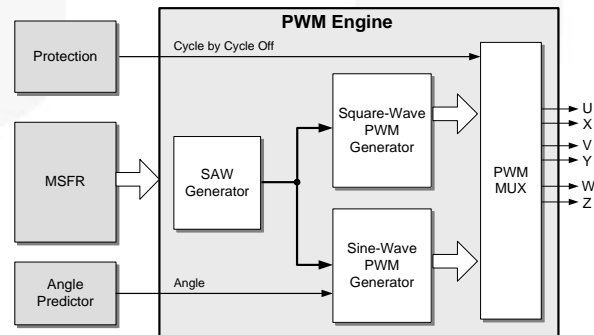 PWM Engine
Protection
Cycle by Cycle Off
MSFR
SAW
Generator
Square-Wave
PWM
Generator
Sine-Wave
PWM
Generator
PWM
MUX
U
X
V
Y
W
Z
Angle
Predictor
Angle